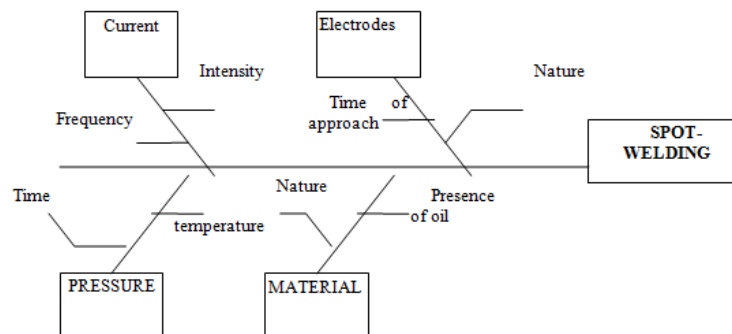 Current
Electrodes
Intensity
Nature
Time of
approach
Frequency
SPOT-
WELDING
Time
Nature
Presence
of oil
temperature
PRESSURE
MATERIAL